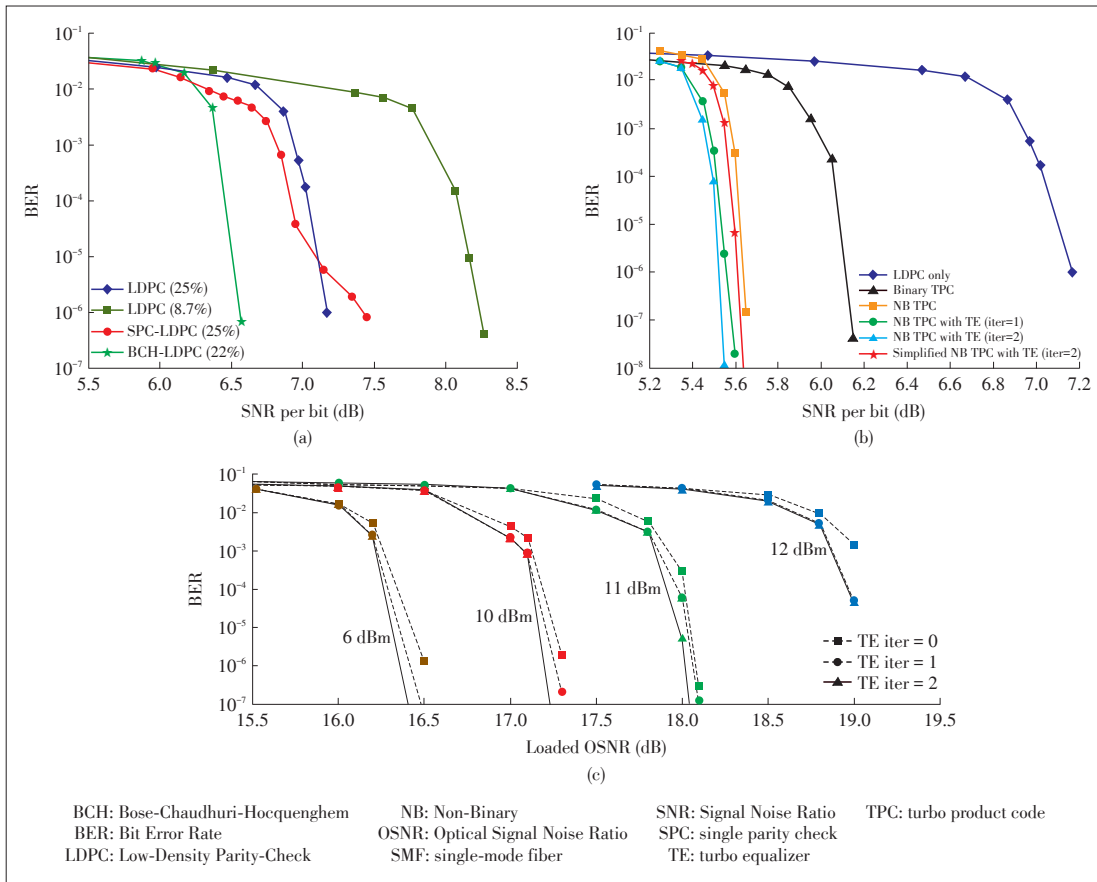 10⁻¹
10⁻²
10⁻³
10⁻⁴
10⁻⁵
10⁻⁶
10⁻⁷
BER
LDPC (25%)
LDPC (8.7%)
SPC-LDPC (25%)
BCH-LDPC (22%)
5.5 6.0 6.5 7.0 7.5 8.0 8.5
SNR per bit (dB)
(a)
10⁻¹
10⁻²
10⁻³
10⁻⁴
10⁻⁵
10⁻⁶
10⁻⁷
10⁻⁸
BER
LDPC only
Binary TPC
NB TPC
NB TPC with TE (iter=1)
NB TPC with TE (iter=2)
Simplified NB TPC with TE (iter=2)
5.2 5.4 5.6 5.8 6.0 6.2 6.4 6.6 6.8 7.0 7.2
SNR per bit (dB)
(b)
10⁻¹
10⁻²
10⁻³
10⁻⁴
10⁻⁵
10⁻⁶
10⁻⁷
BER
6 dBm
10 dBm
11 dBm
12 dBm
TE iter = 0
TE iter = 1
TE iter = 2
15.5 16.0 16.5 17.0 17.5 18.0 18.5 19.0 19.5
Loaded OSNR (dB)
(c)
BCH: Bose-Chaudhuri-Hocquenghem NB: Non-Binary SNR: Signal Noise Ratio TPC: turbo product code
BER: Bit Error Rate OSNR: Optical Signal Noise Ratio SPC: single parity check
LDPC: Low-Density Parity-Check SMF: single-mode fiber TE: turbo equalizer